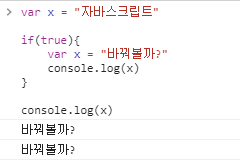 > var x = "자바스크립트"
if(true){
var x = "바꿔볼까?"
console.log(x)
}
console.log(x)
바꿔볼까?
바꿔볼까?